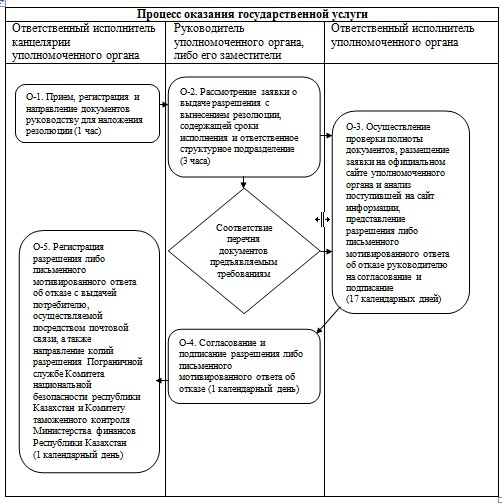 Процесс оказания государственной услуги
Ответственный исполнитель
канцелярии
уполномоченного органа
Руководитель
уполномоченного органа,
либо его заместители
Ответственный исполнитель
уполномоченного органа
О-1. Прием, регистрация и
направление документов
руководству для наложения
резолюции (1 час)
О-2. Рассмотрение заявки о
выдаче разрешения с
вынесением резолюции,
содержащей сроки
исполнения и ответственное
структурное подразделение
(3 часа)
О-3. Осуществление
проверки полноты
документов, размещение
заявки на официальном
сайте уполномоченного
органа и анализ
поступившей на сайт
информации,
представление
разрешения либо
письменного
мотивированного ответа
об отказе руководителю
на согласование и
подписание
(17 календарных дней)
Соответствие
перечня
документов
предъявляемым
требованиям
О-4. Согласование и
подписание разрешения либо
письменного
мотивированного ответа об
отказе (1 календарный день)
О-5. Регистрация
разрешения либо
письменного
мотивированного ответа
об отказе с выдачей
потребителю,
осуществляемой
посредством почтовой
связи, а также
направление копий
разрешения Пограничной
службе Комитета
национальной
безопасности республики
Казахстан и Комитету
таможенного контроля
Министерства финансов
Республики Казахстан
(1 календарный день)